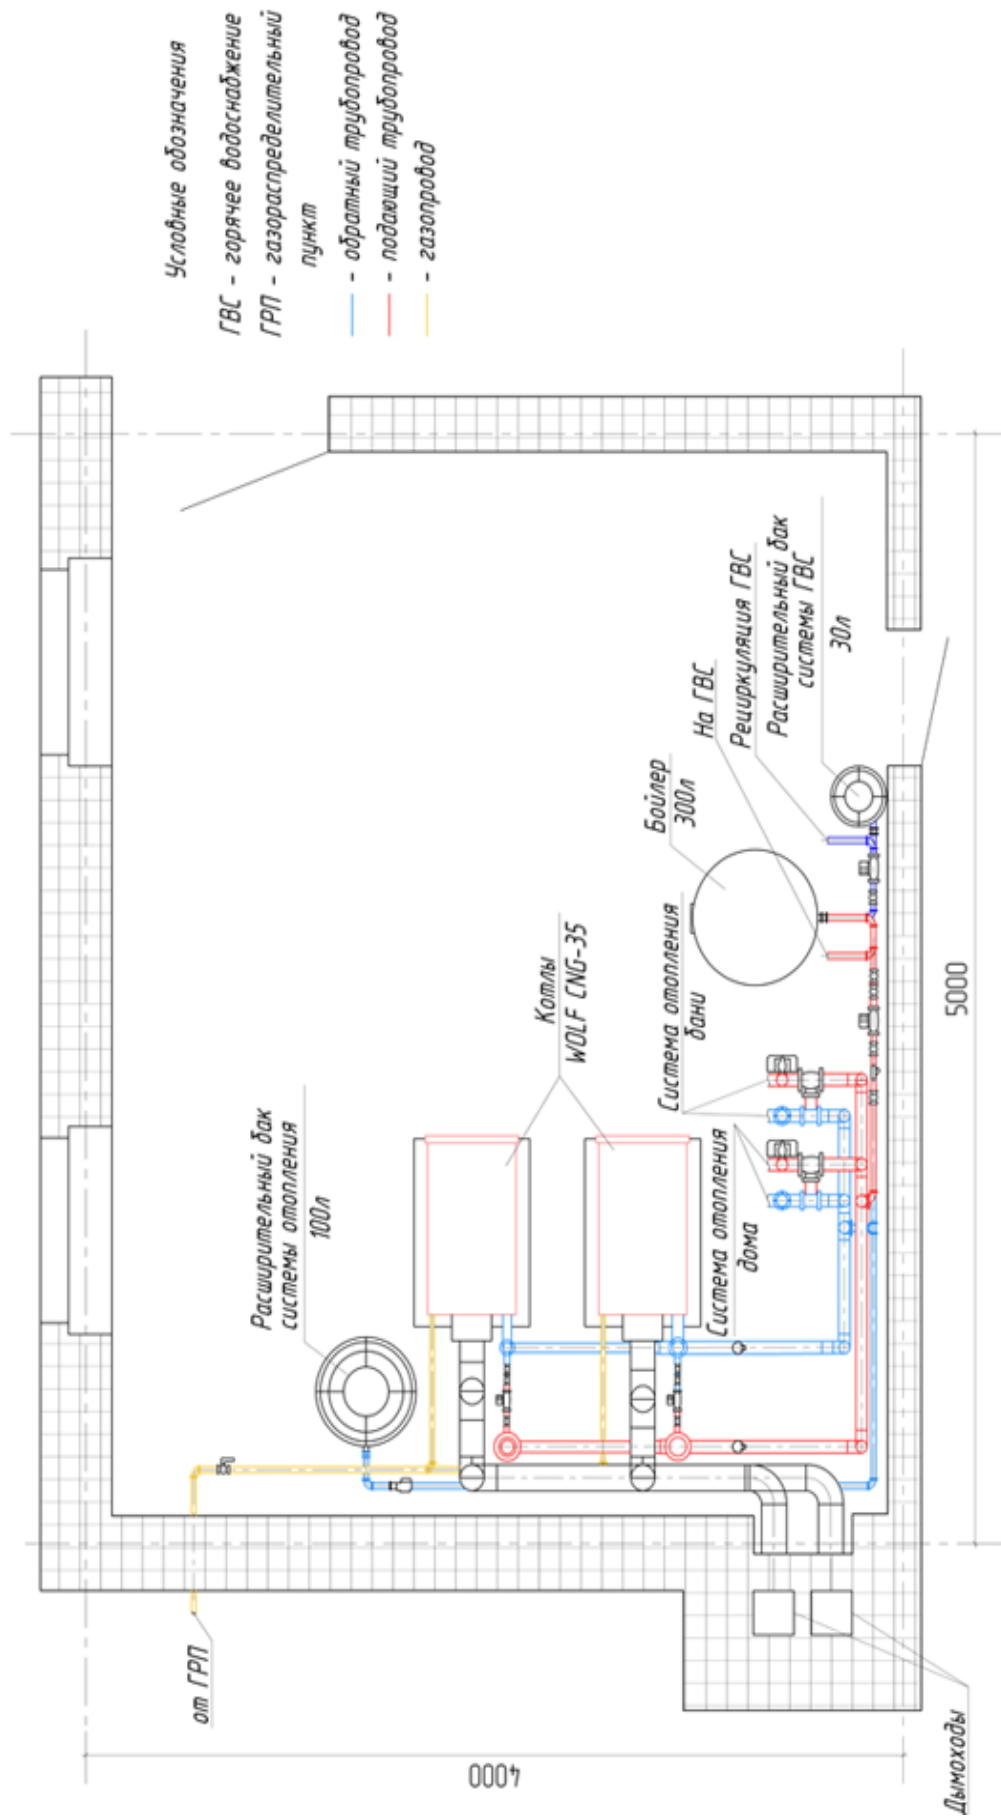 Условные обозначения
ГВС - горячее водоснабжение
ГРП - газораспределительный
пункт
- обратный трубопровод
- подающий трубопровод
- газопровод
от ГРП
Расширительный бак
системы отопления
100л
Котлы
WOLF CNG-35
Бойлер
300л
На ГВС
Рециркуляция ГВС
Расширительный бак
системы ГВС
30л
Система отопления
бани
Система отопления
дома
Дымоходы
4000
5000